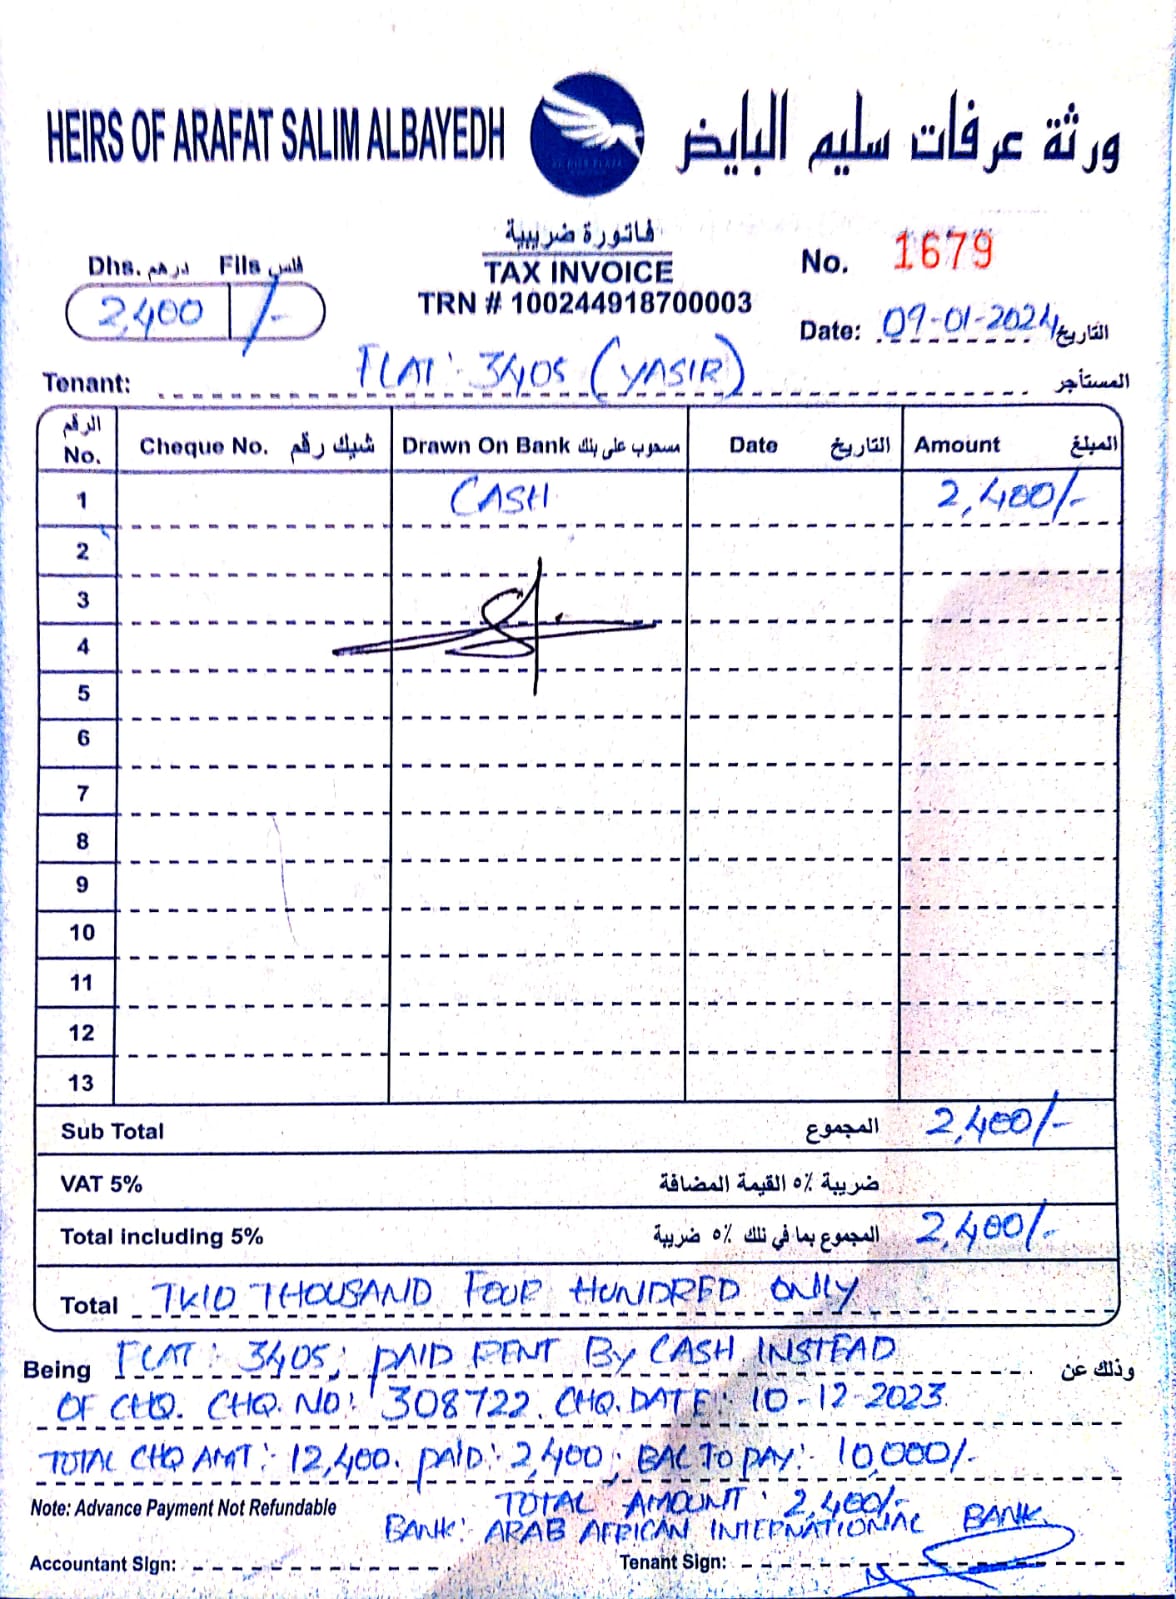 HEIRS OF ARAFAT SALIM ALBAYEDH
ورثة عرفات سليم البايض
فاتورة ضريبية
TAX INVOICE
TRN # 100244918700003
Dhs. درهم Fils فلس
2,400 /-
No. 1679
Date: 09-01-2024 التاريخ
Tenant: FLAT: 3405 (YASIR) المستأجر
الرقم No. Cheque No. شيك رقم Drawn On Bank مسحوب على بنك Date التاريخ Amount المبلغ
1 CASH 2,400/-
2
3
4
5
6
7
8
9
10
11
12
13
Sub Total المجموع 2,400/-
VAT 5% ضريبة ٥٪ القيمة المضافة
Total including 5% المجموع بما في ذلك ٥٪ ضريبة 2,400/-
Total TWO THOUSAND FOUR HUNDRED ONLY
Being FLAT: 3405; PAID RENT By CASH INSTEAD وذلك عن
OF CHQ. CHQ. NO: 308722. CHQ. DATE: 10-12-2023
TOTAL CHQ AMT: 12,400. PAID: 2,400; BAL TO PAY: 10,000/-
Note: Advance Payment Not Refundable TOTAL AMOUNT: 2,400/-
BANK: ARAB AFRICAN INTERNATIONAL BANK.
Accountant Sign: Tenant Sign: